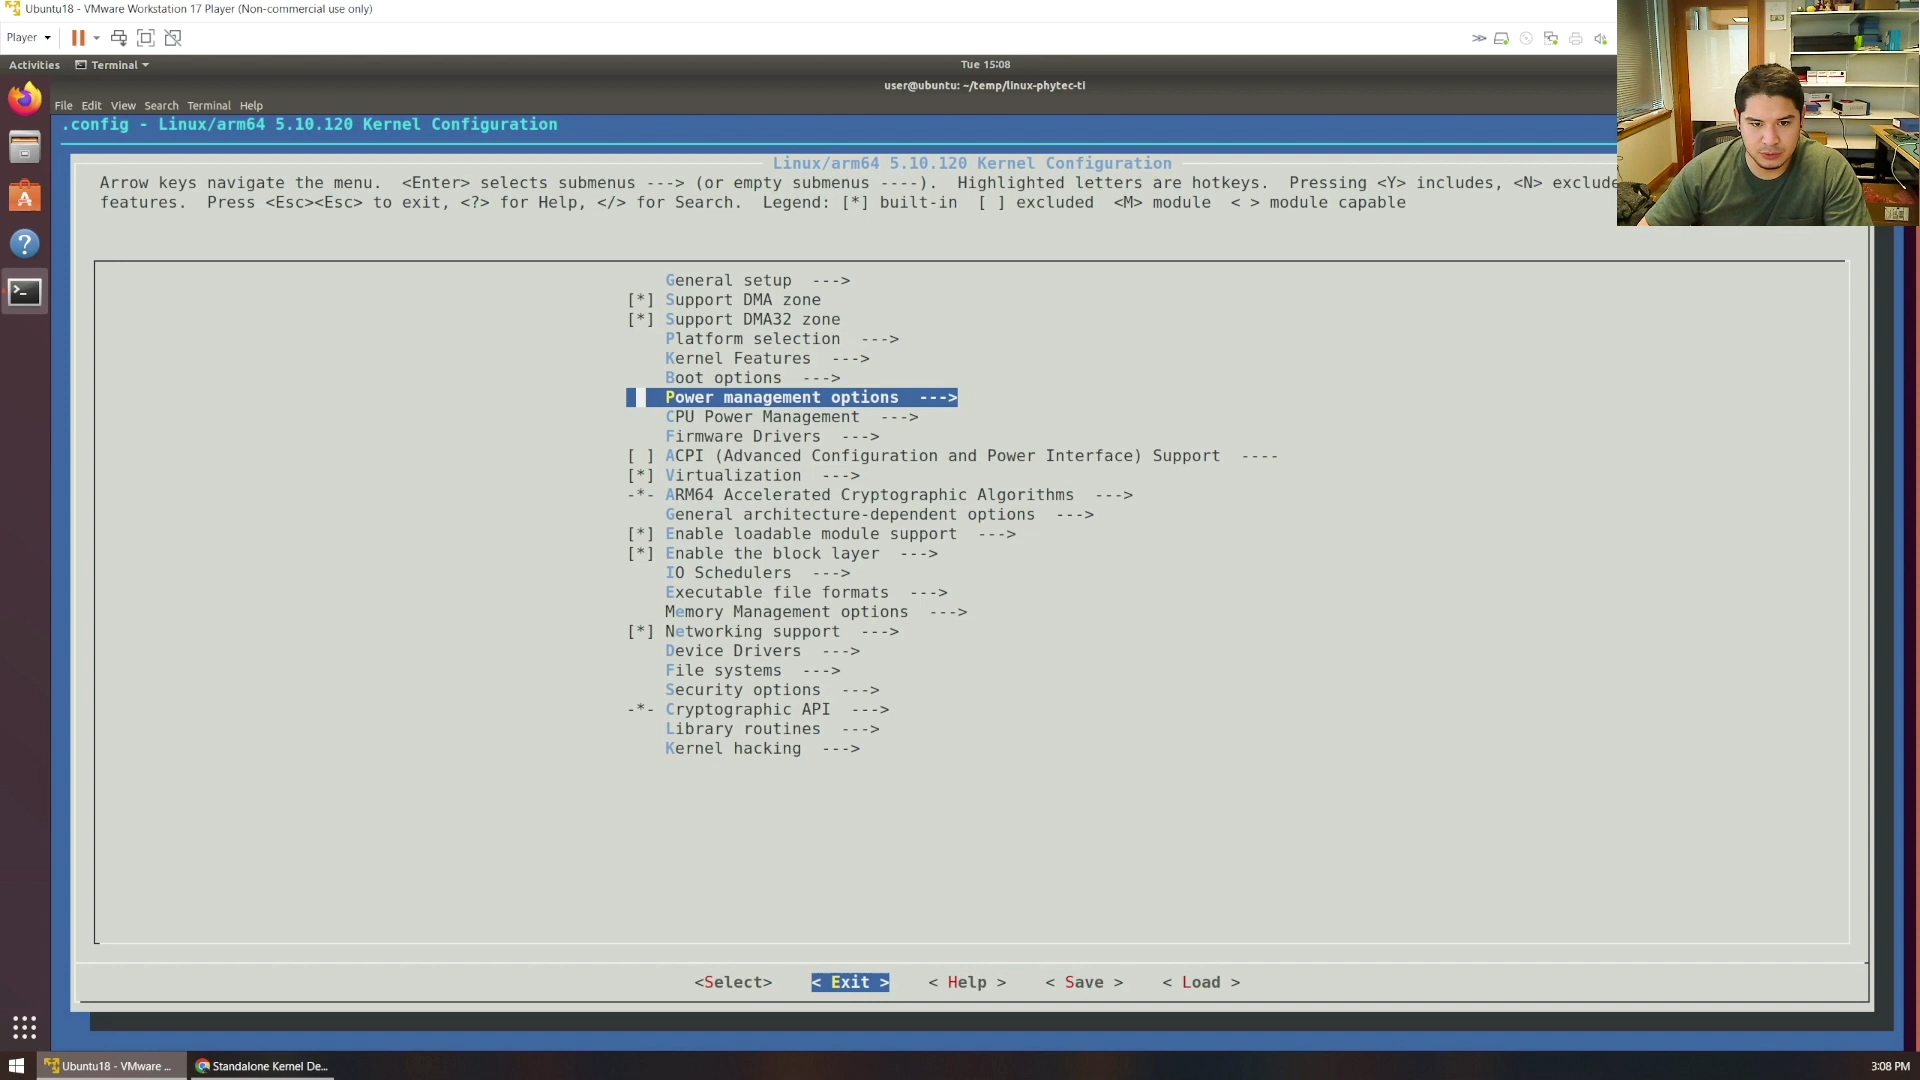 Ubuntu18 - VMware Workstation 17 Player (Non-commercial use only)
Player
Activities Terminal Tue 15:08
user@ubuntu: ~/temp/linux-phytec-ti
File Edit View Search Terminal Help
.config - Linux/arm64 5.10.120 Kernel Configuration
Linux/arm64 5.10.120 Kernel Configuration
Arrow keys navigate the menu.  <Enter> selects submenus ---> (or empty submenus ----).  Highlighted letters are hotkeys.  Pressing <Y> includes, <N> exclude
features.  Press <Esc><Esc> to exit, <?> for Help, </> for Search.  Legend: [*] built-in  [ ] excluded  <M> module  < > module capable
General setup  --->
[*] Support DMA zone
[*] Support DMA32 zone
Platform selection  --->
Kernel Features  --->
Boot options  --->
Power management options  --->
CPU Power Management  --->
Firmware Drivers  --->
[ ] ACPI (Advanced Configuration and Power Interface) Support  ----
[*] Virtualization  --->
-*- ARM64 Accelerated Cryptographic Algorithms  --->
General architecture-dependent options  --->
[*] Enable loadable module support  --->
[*] Enable the block layer  --->
IO Schedulers  --->
Executable file formats  --->
Memory Management options  --->
[*] Networking support  --->
Device Drivers  --->
File systems  --->
Security options  --->
-*- Cryptographic API  --->
Library routines  --->
Kernel hacking  --->
<Select> < Exit > < Help > < Save > < Load >
Ubuntu18 - VMware ... Standalone Kernel De... 3:08 PM